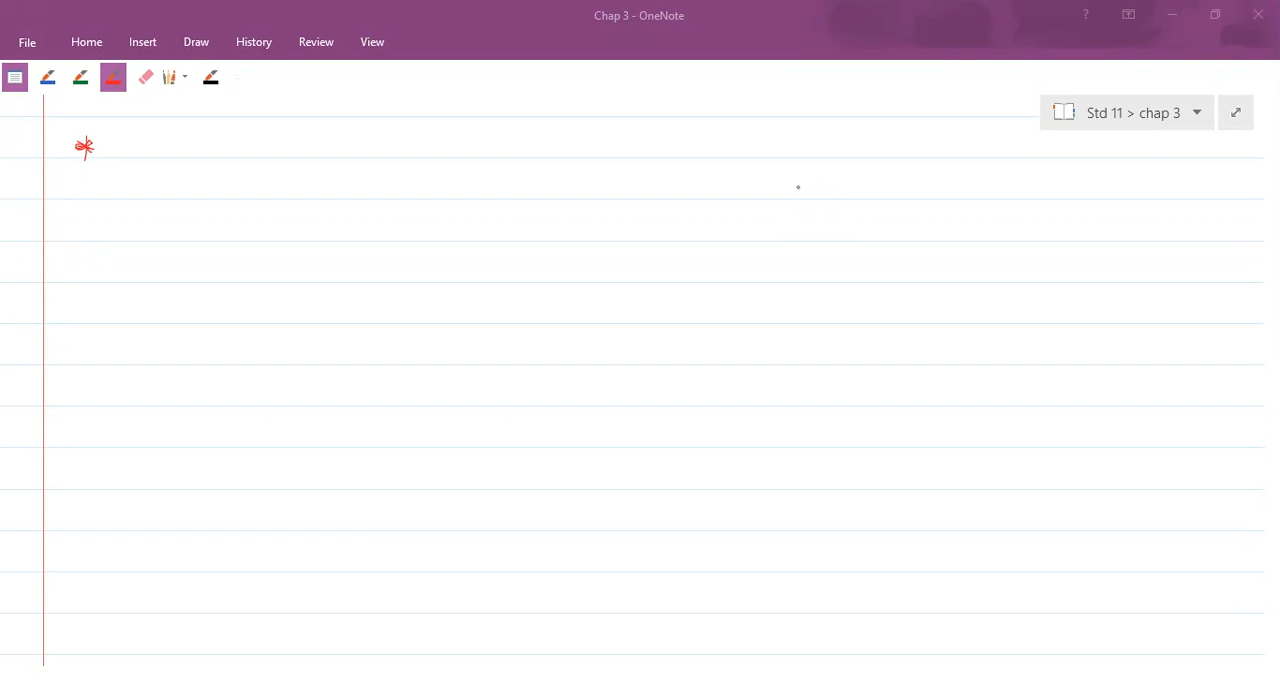 Chap 3 - OneNote
?
File Home Insert Draw History Review View
Std 11 > chap 3
*